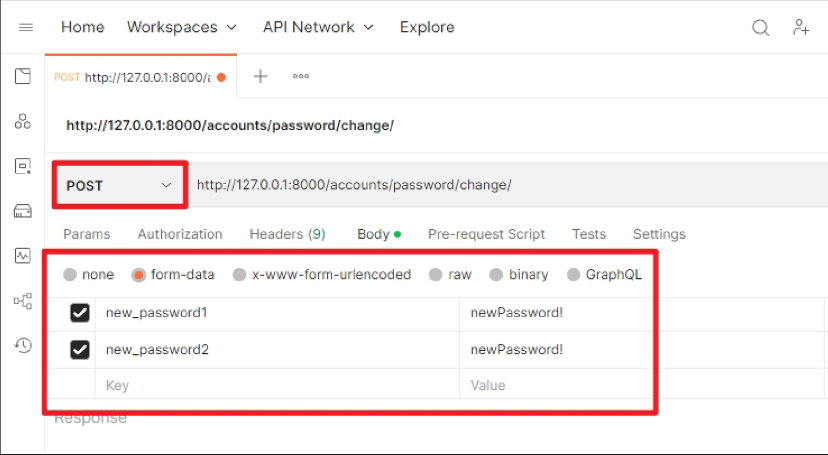 Home Workspaces API Network Explore
POST http://127.0.0.1:8000/a
http://127.0.0.1:8000/accounts/password/change/
POST http://127.0.0.1:8000/accounts/password/change/
Params Authorization Headers (9) Body Pre-request Script Tests Settings
none form-data x-www-form-urlencoded raw binary GraphQL
new_password1 newPassword!
new_password2 newPassword!
Key Value
Response